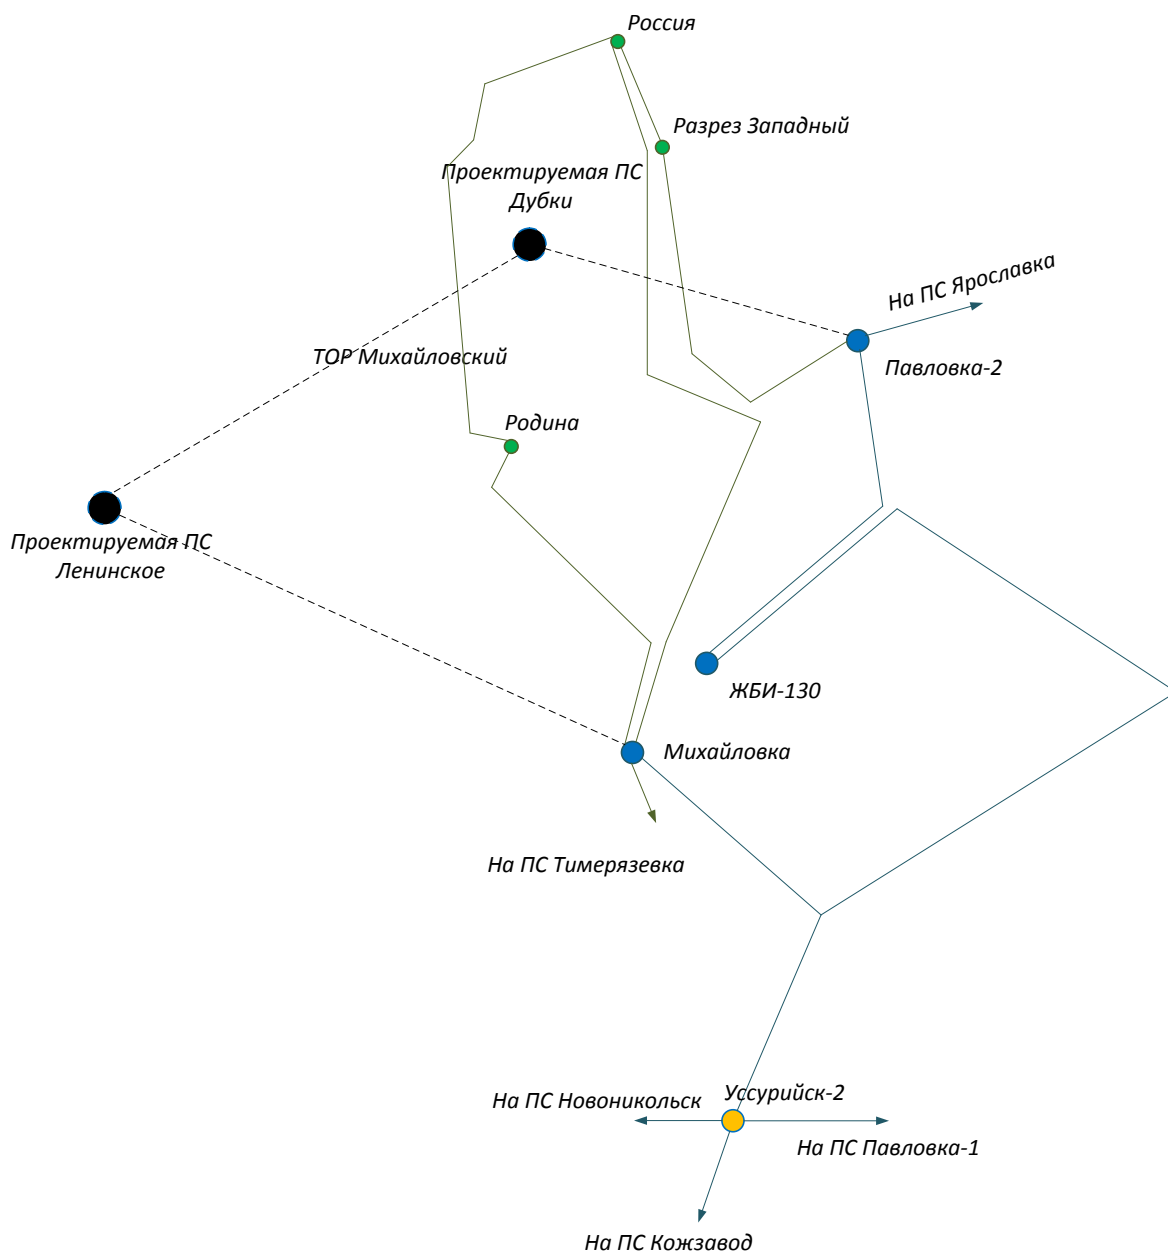 Россия
Разрез Западный
Проектируемая ПС
Дубки
На ПС Ярославка
ТОР Михайловский
Павловка-2
Родина
Проектируемая ПС
Ленинское
ЖБИ-130
Михайловка
На ПС Тимерязевка
Уссурийск-2
На ПС Новоникольск
На ПС Павловка-1
На ПС Кожзавод